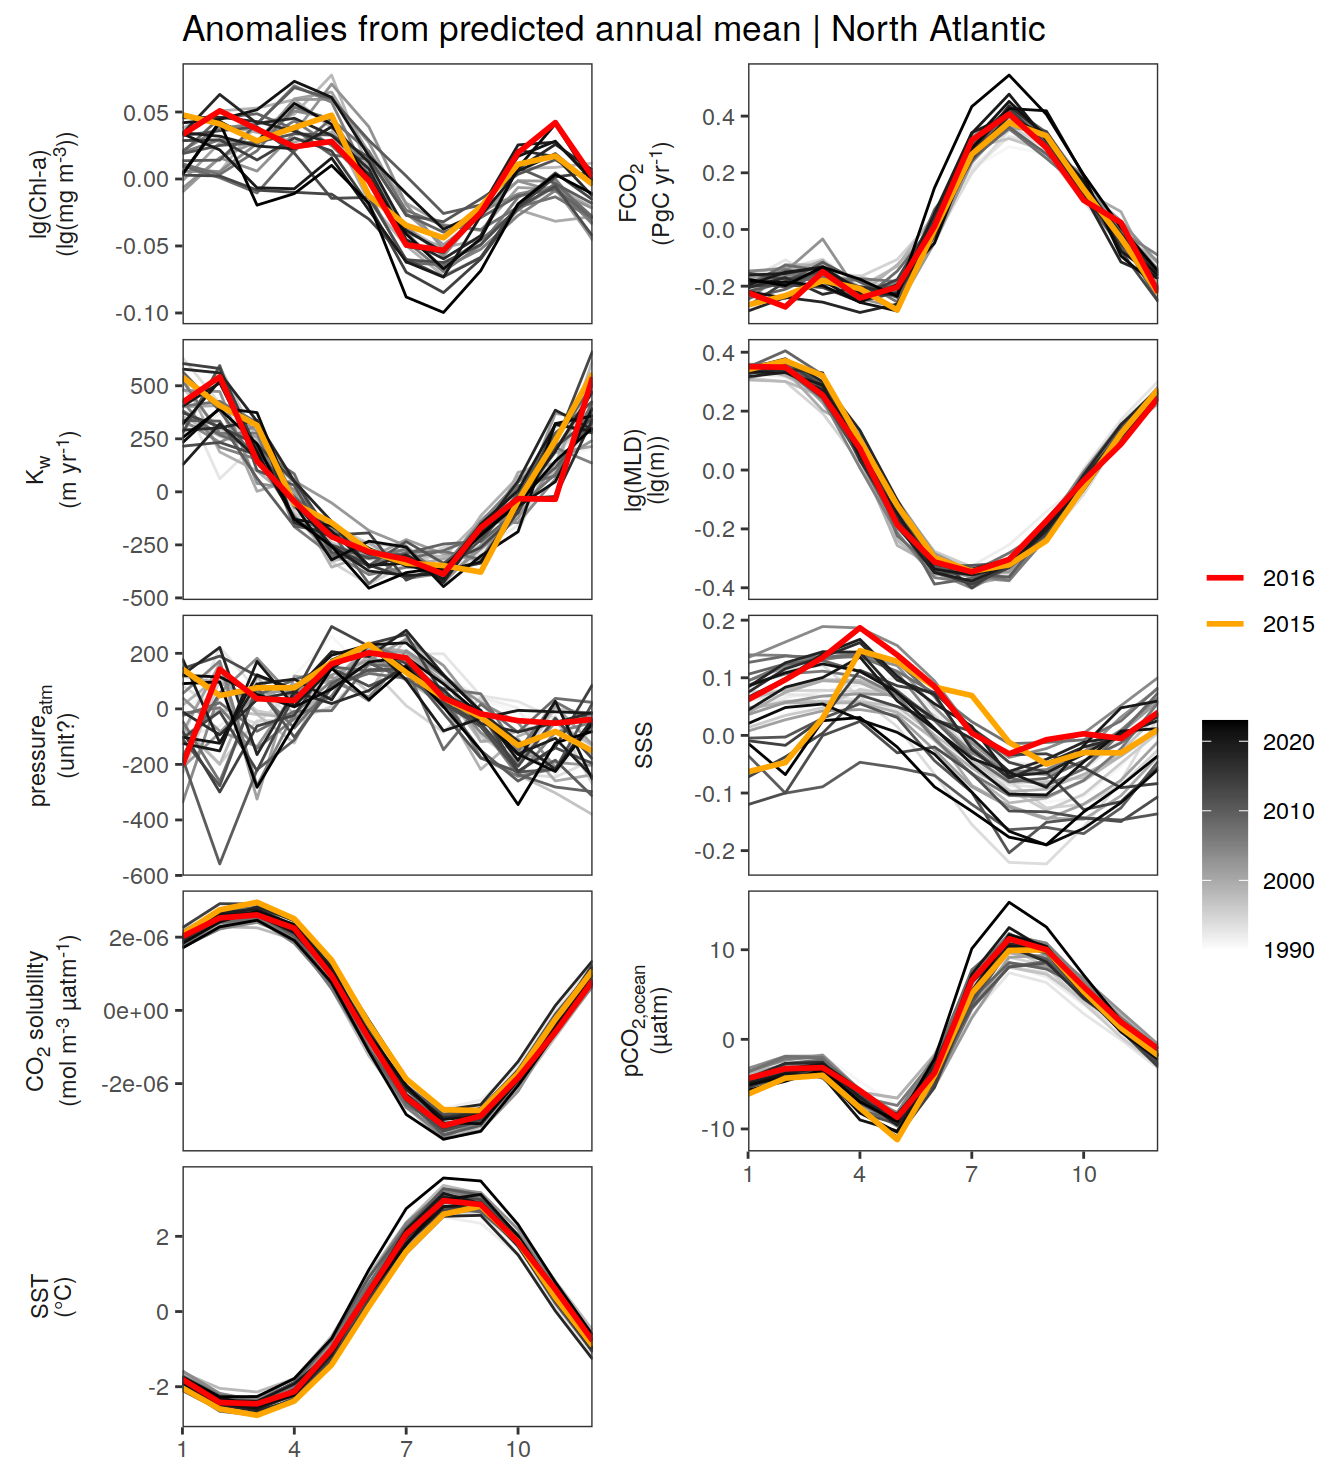 Anomalies from predicted annual mean | North Atlantic
lg(Chl-a)
(lg(mg m⁻³))
0.05
0.00
-0.05
-0.10
FCO₂
(PgC yr⁻¹)
0.4
0.2
0.0
-0.2
Kw
(m yr⁻¹)
500
250
0
-250
-500
lg(MLD)
(lg(m))
0.4
0.2
0.0
-0.2
-0.4
pressureatm
(unit?)
200
0
-200
-400
-600
SSS
0.2
0.1
0.0
-0.1
-0.2
CO₂ solubility
(mol m⁻³ µatm⁻¹)
2e-06
0e+00
-2e-06
pCO₂,ocean
(µatm)
10
0
-10
1 4 7 10
SST
(°C)
2
0
-2
1 4 7 10
2016
2015
2020
2010
2000
1990